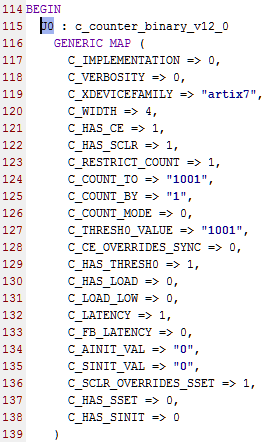 114 BEGIN
115 U0 : c_counter_binary_v12_0
116 GENERIC MAP (
117 C_IMPLEMENTATION => 0,
118 C_VERBOSITY => 0,
119 C_XDEVICEFAMILY => "artix7",
120 C_WIDTH => 4,
121 C_HAS_CE => 1,
122 C_HAS_SCLR => 1,
123 C_RESTRICT_COUNT => 1,
124 C_COUNT_TO => "1001",
125 C_COUNT_BY => "1",
126 C_COUNT_MODE => 0,
127 C_THRESH0_VALUE => "1001",
128 C_CE_OVERRIDES_SYNC => 0,
129 C_HAS_THRESH0 => 1,
130 C_HAS_LOAD => 0,
131 C_LOAD_LOW => 0,
132 C_LATENCY => 1,
133 C_FB_LATENCY => 0,
134 C_AINIT_VAL => "0",
135 C_SINIT_VAL => "0",
136 C_SCLR_OVERRIDES_SSET => 1,
137 C_HAS_SSET => 0,
138 C_HAS_SINIT => 0
)